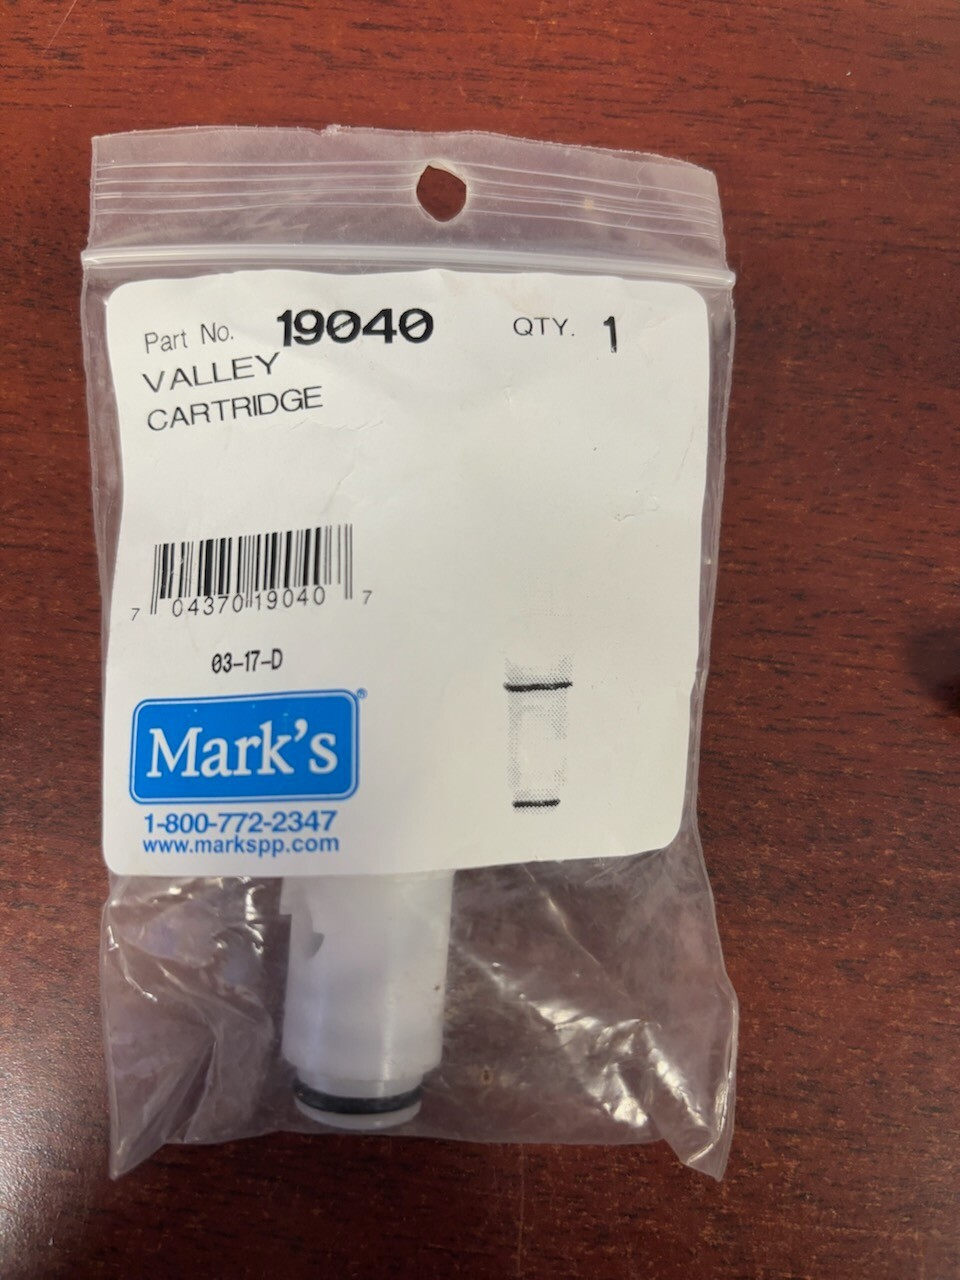 Part No. 19040 QTY. 1
VALLEY
CARTRIDGE
7 04370 19040 7
03-17-D
Mark's®
1-800-772-2347
www.markspp.com